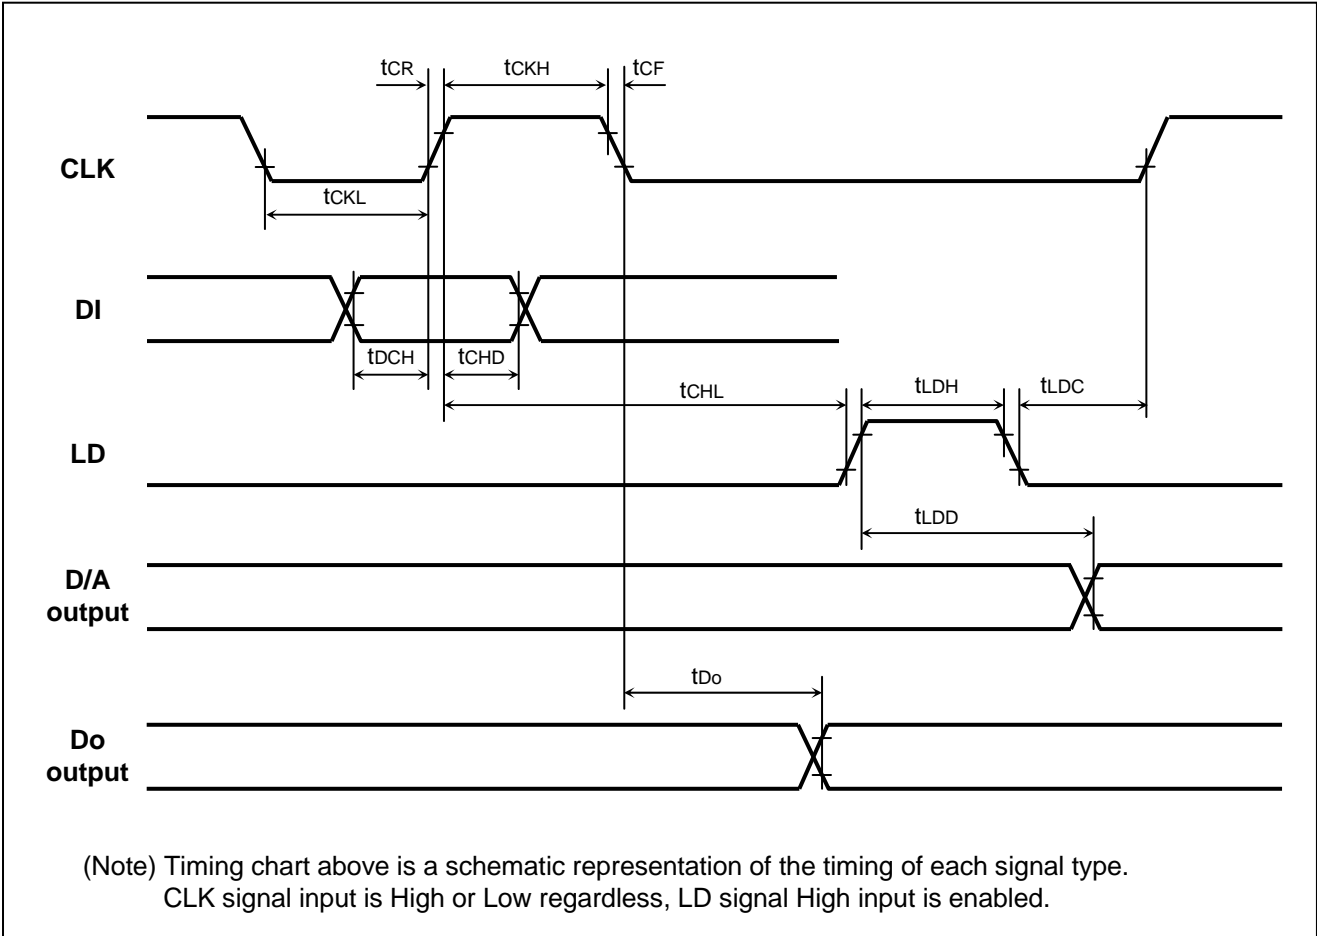 tCR
tCKH
tCF
CLK
tCKL
DI
tDCH
tCHD
tCHL
tLDH
tLDC
LD
tLDD
D/A
output
tDo
Do
output
(Note) Timing chart above is a schematic representation of the timing of each signal type.
CLK signal input is High or Low regardless, LD signal High input is enabled.